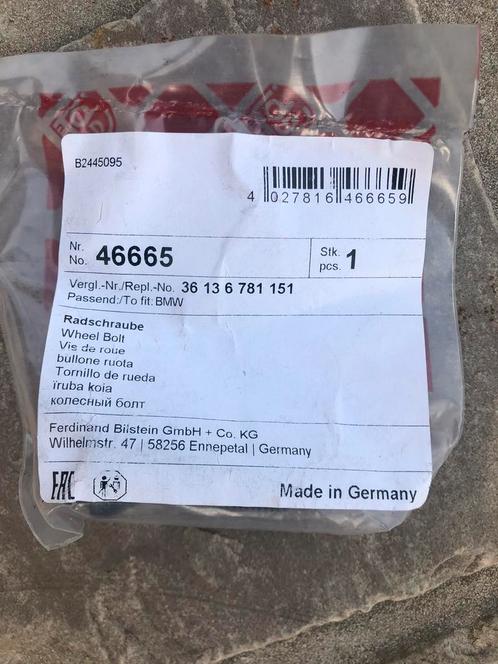 B2445095
4 027816 466659
Nr.
No. 46665
Stk.
pcs. 1
Vergl.-Nr./Repl.-No. 36 13 6 781 151
Passend:/To fit: BMW
Radschraube
Wheel Bolt
Vis de roue
bullone ruota
Tornillo de rueda
ïruba koìa
колесный болт
Ferdinand Bilstein GmbH + Co. KG
Wilhelmstr. 47 | 58256 Ennepetal | Germany
EAC
Made in Germany